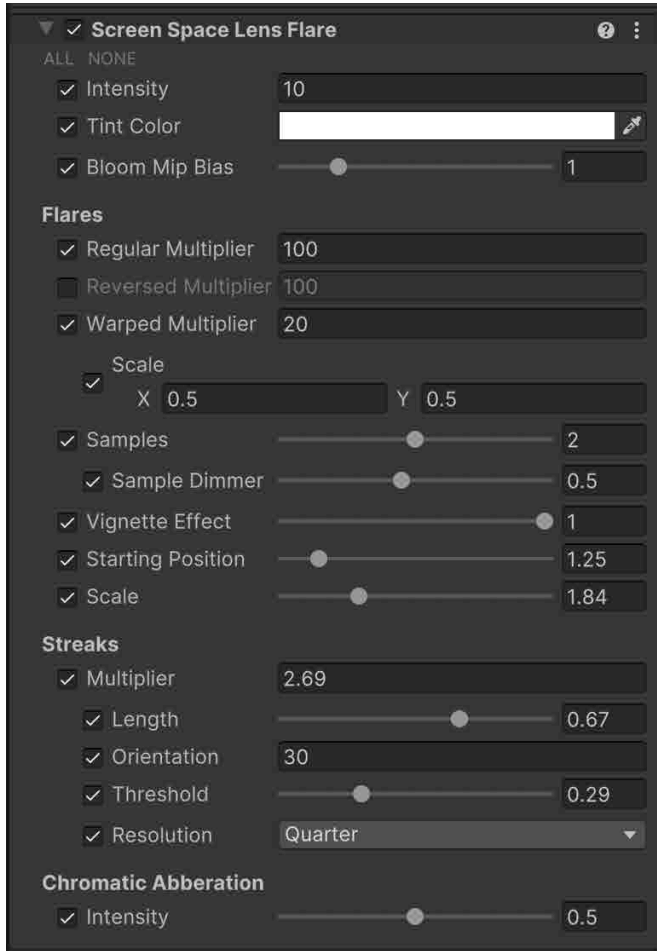 Screen Space Lens Flare
ALL NONE
Intensity 10
Tint Color
Bloom Mip Bias 1
Flares
Regular Multiplier 100
Reversed Multiplier 100
Warped Multiplier 20
Scale
X 0.5 Y 0.5
Samples 2
Sample Dimmer 0.5
Vignette Effect 1
Starting Position 1.25
Scale 1.84
Streaks
Multiplier 2.69
Length 0.67
Orientation 30
Threshold 0.29
Resolution Quarter
Chromatic Abberation
Intensity 0.5